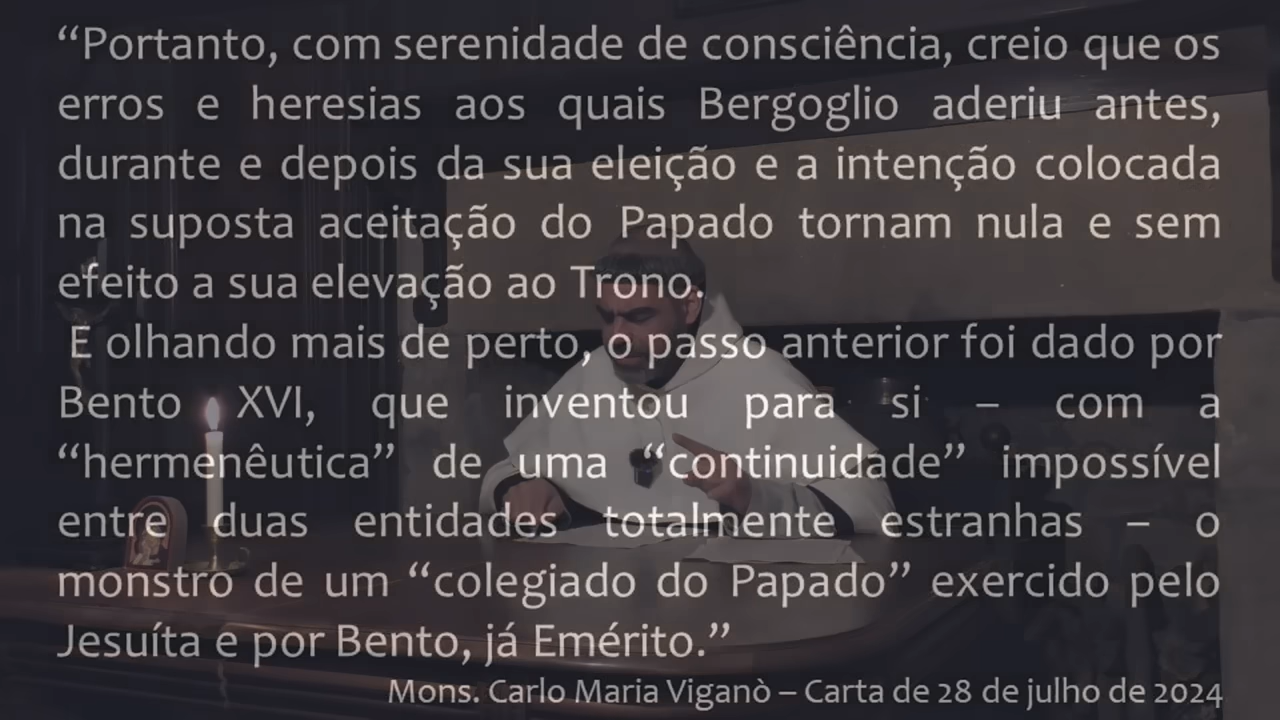 “Portanto, com serenidade de consciência, creio que os
erros e heresias aos quais Bergoglio aderiu antes,
durante e depois da sua eleição e a intenção colocada
na suposta aceitação do Papado tornam nula e sem
efeito a sua elevação ao Trono.
E olhando mais de perto, o passo anterior foi dado por
Bento XVI, que inventou para si – com a
“hermenêutica” de uma “continuidade” impossível
entre duas entidades totalmente estranhas – o
monstro de um “colegiado do Papado” exercido pelo
Jesuíta e por Bento, já Emérito.”
Mons. Carlo Maria Viganò – Carta de 28 de julho de 2024